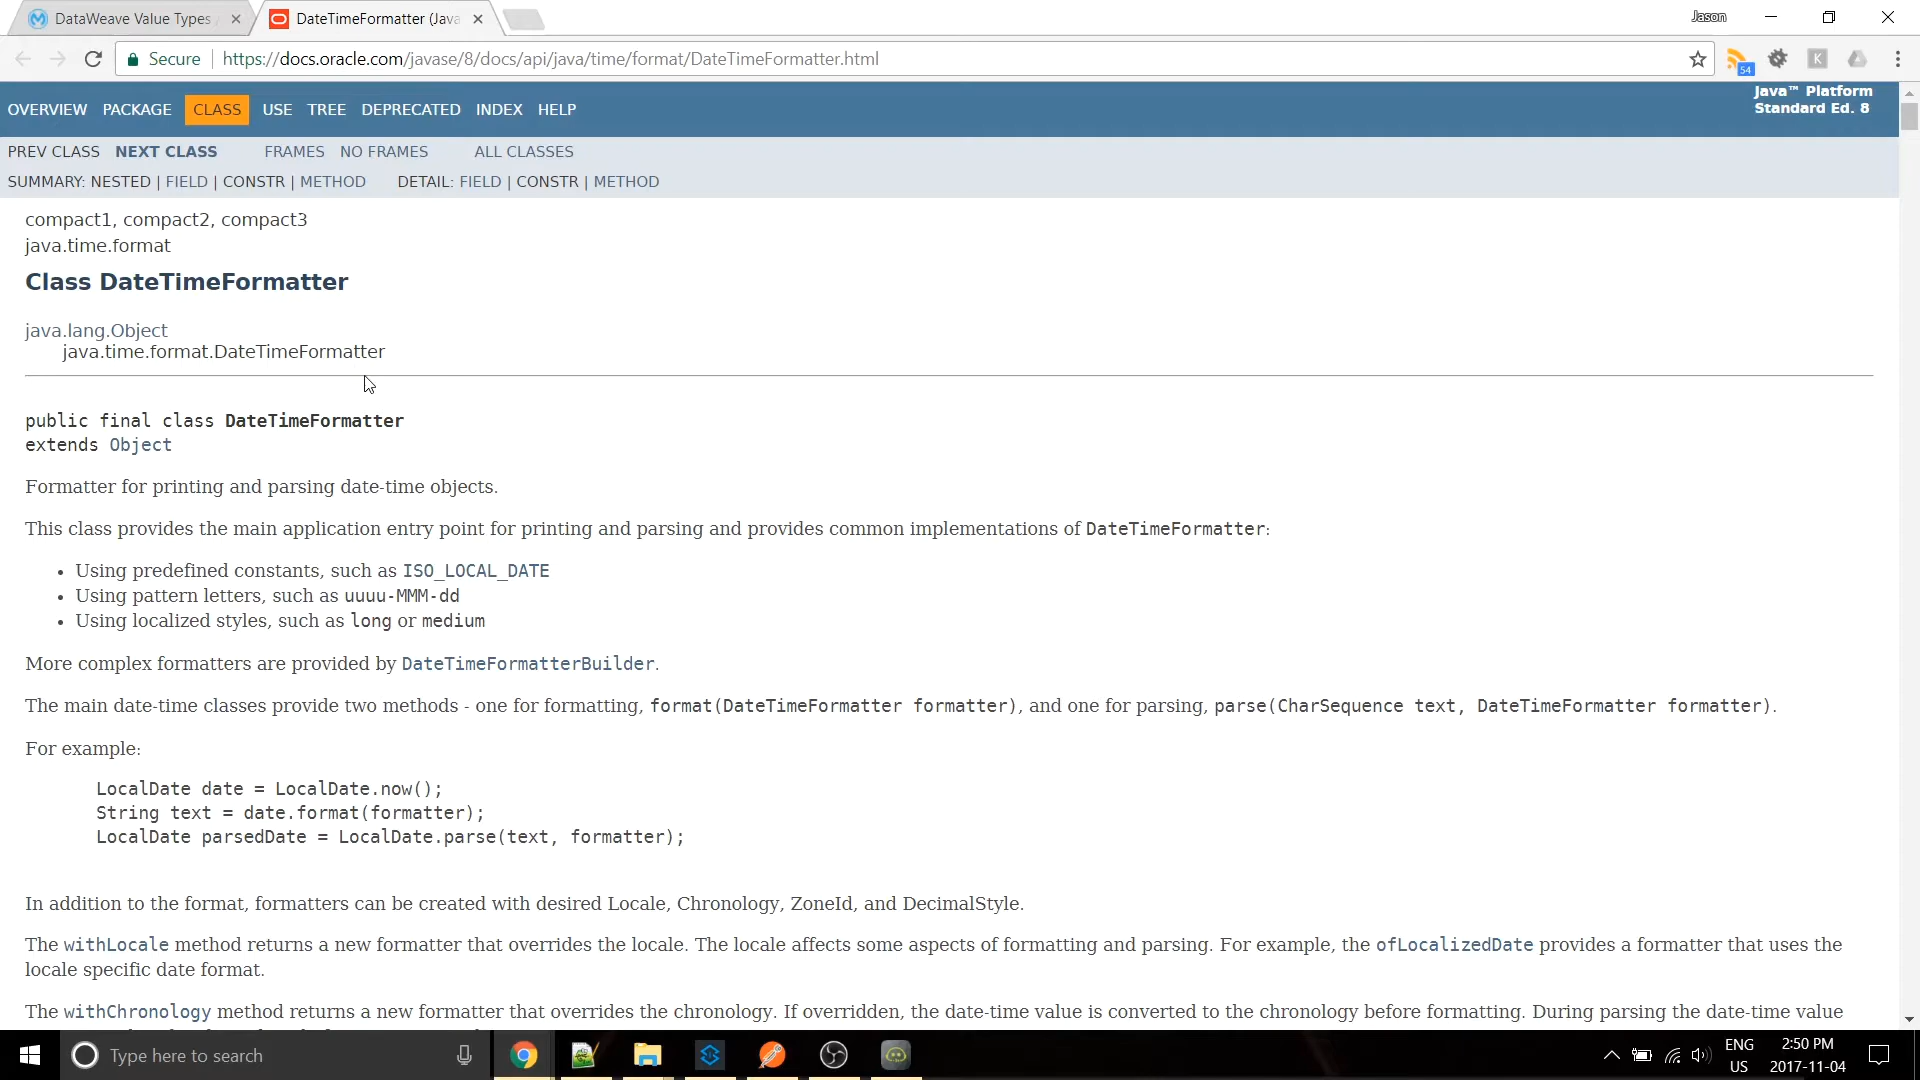 DataWeave Value Types
DateTimeFormatter (Java
Jason
Secure
https://docs.oracle.com/javase/8/docs/api/java/time/format/DateTimeFormatter.html
54
K
OVERVIEW PACKAGE CLASS USE TREE DEPRECATED INDEX HELP
Java™ Platform
Standard Ed. 8
PREV CLASS NEXT CLASS FRAMES NO FRAMES ALL CLASSES
SUMMARY: NESTED | FIELD | CONSTR | METHOD DETAIL: FIELD | CONSTR | METHOD
compact1, compact2, compact3
java.time.format
Class DateTimeFormatter
java.lang.Object
java.time.format.DateTimeFormatter
public final class DateTimeFormatter
extends Object
Formatter for printing and parsing date-time objects.
This class provides the main application entry point for printing and parsing and provides common implementations of DateTimeFormatter:
• Using predefined constants, such as ISO_LOCAL_DATE
• Using pattern letters, such as uuuu-MMM-dd
• Using localized styles, such as long or medium
More complex formatters are provided by DateTimeFormatterBuilder.
The main date-time classes provide two methods - one for formatting, format(DateTimeFormatter formatter), and one for parsing, parse(CharSequence text, DateTimeFormatter formatter).
For example:
LocalDate date = LocalDate.now();
String text = date.format(formatter);
LocalDate parsedDate = LocalDate.parse(text, formatter);
In addition to the format, formatters can be created with desired Locale, Chronology, ZoneId, and DecimalStyle.
The withLocale method returns a new formatter that overrides the locale. The locale affects some aspects of formatting and parsing. For example, the ofLocalizedDate provides a formatter that uses the
locale specific date format.
The withChronology method returns a new formatter that overrides the chronology. If overridden, the date-time value is converted to the chronology before formatting. During parsing the date-time value
Type here to search
ENG
US
2:50 PM
2017-11-04